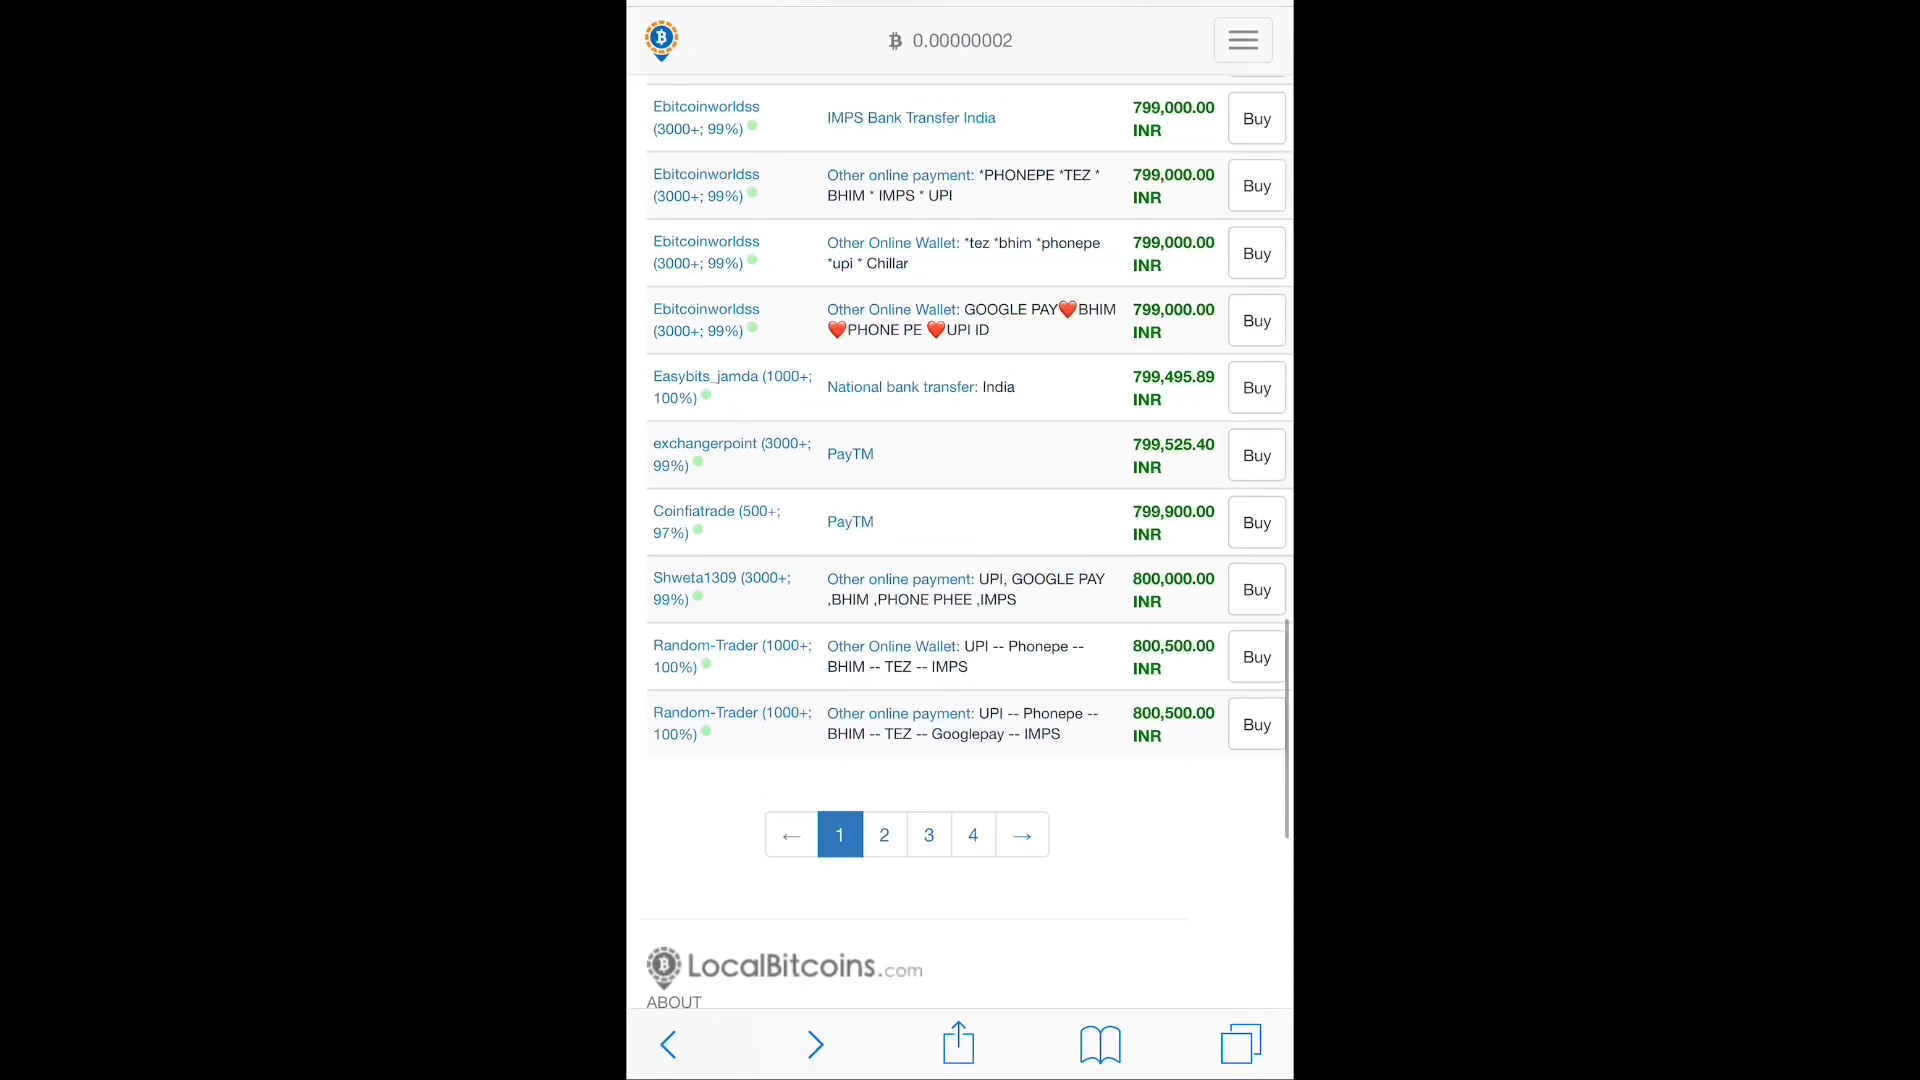 0.00000002
Ebitcoinworldss
(3000+; 99%)
IMPS Bank Transfer India
799,000.00
INR
Buy
Ebitcoinworldss
(3000+; 99%)
Other online payment: *PHONEPE *TEZ *
BHIM * IMPS * UPI
799,000.00
INR
Buy
Ebitcoinworldss
(3000+; 99%)
Other Online Wallet: *tez *bhim *phonepe
*upi * Chillar
799,000.00
INR
Buy
Ebitcoinworldss
(3000+; 99%)
Other Online Wallet: GOOGLE PAY❤️BHIM
❤️PHONE PE ❤️UPI ID
799,000.00
INR
Buy
Easybits_jamda (1000+;
100%)
National bank transfer: India
799,495.89
INR
Buy
exchangerpoint (3000+;
99%)
PayTM
799,525.40
INR
Buy
Coinfiatrade (500+;
97%)
PayTM
799,900.00
INR
Buy
Shweta1309 (3000+;
99%)
Other online payment: UPI, GOOGLE PAY
,BHIM ,PHONE PHEE ,IMPS
800,000.00
INR
Buy
Random-Trader (1000+;
100%)
Other Online Wallet: UPI -- Phonepe --
BHIM -- TEZ -- IMPS
800,500.00
INR
Buy
Random-Trader (1000+;
100%)
Other online payment: UPI -- Phonepe --
BHIM -- TEZ -- Googlepay -- IMPS
800,500.00
INR
Buy
← 1 2 3 4 →
LocalBitcoins.com
ABOUT